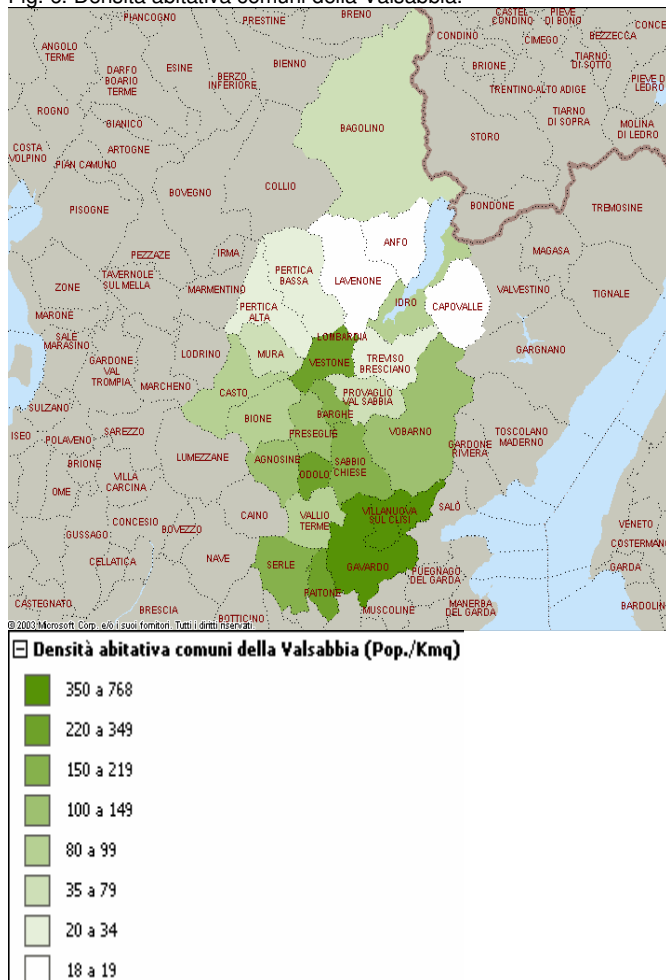 Fig. 6. Densità abitativa comuni della Valsabbia.
PIANCOGNO
PRESTINE
BRENO
CASTEL CONDINO
PIEVE DI BONO
CONCE
CONDINO
CIMEGO
BEZZECCA
ANGOLO TERME
DARFO BOARIO TERME
ESINE
BERZO INFERIORE
BIENNO
BRIONE
TIARNO DI SOTTO
PIEVE D LEDRO
TRENTINO-ALTO ADIGE
ROGNO
GIANICO
BAGOLINO
STORO
TIARNO DI SOPRA
MOLINA DI LEDRO
COSTA VOLPINO
ARTOGNE
PIAN CAMUNO
COLLIO
BOVEGNO
PISOGNE
BONDONE
TREMOSINE
ANFO
PEZZAZE
IRMA
MAGASA
PERTICA BASSA
LAVENONE
TAVERNOLE SUL MELLA
ZONE
MARMENTINO
IDRO
CAPOVALLE
VALVESTINO
TIGNALE
MARONE
PERTICA ALTA
SALE MARASINO
LOMBARDIA
GARGNANO
GARDONE VAL TROMPIA
LODRINO
MURA
VESTONE
TREVISO BRESCIANO
MARCHENO
CASTO
PROVAGLIO VAL SABBIA
SULZANO
BIONE
BARGHE
ISEO
POLAVENO
SAREZZO
PRESEGLIE
VOBARNO
TOSCOLANO MADERNO
GARDONE RIVIERA
BRIONE
LUMEZZANE
AGNOSINE
SABBIO CHIESE
ODOLO
OME
VILLA CARCINA
CAINO
VALLIO TERME
VILLANUOVA SUL CLISI
SALÒ
CONCESIO
BOVEZZO
GUSSAGO
VENETO
COSTERMANO
CELLATICA
NAVE
SERLE
GAVARDO
PUEGNAGO DEL GARDA
GARDA
PAITONE
CASTEGNATO
BRESCIA
BOTTICINO
MUSCOLINE
MANERBA DEL GARDA
BARDOLIN
© 2003 Microsoft Corp. e/o i suoi fornitori. Tutti i diritti riservati
Densità abitativa comuni della Valsabbia (Pop./Kmq)
350 a 768
220 a 349
150 a 219
100 a 149
80 a 99
35 a 79
20 a 34
18 a 19